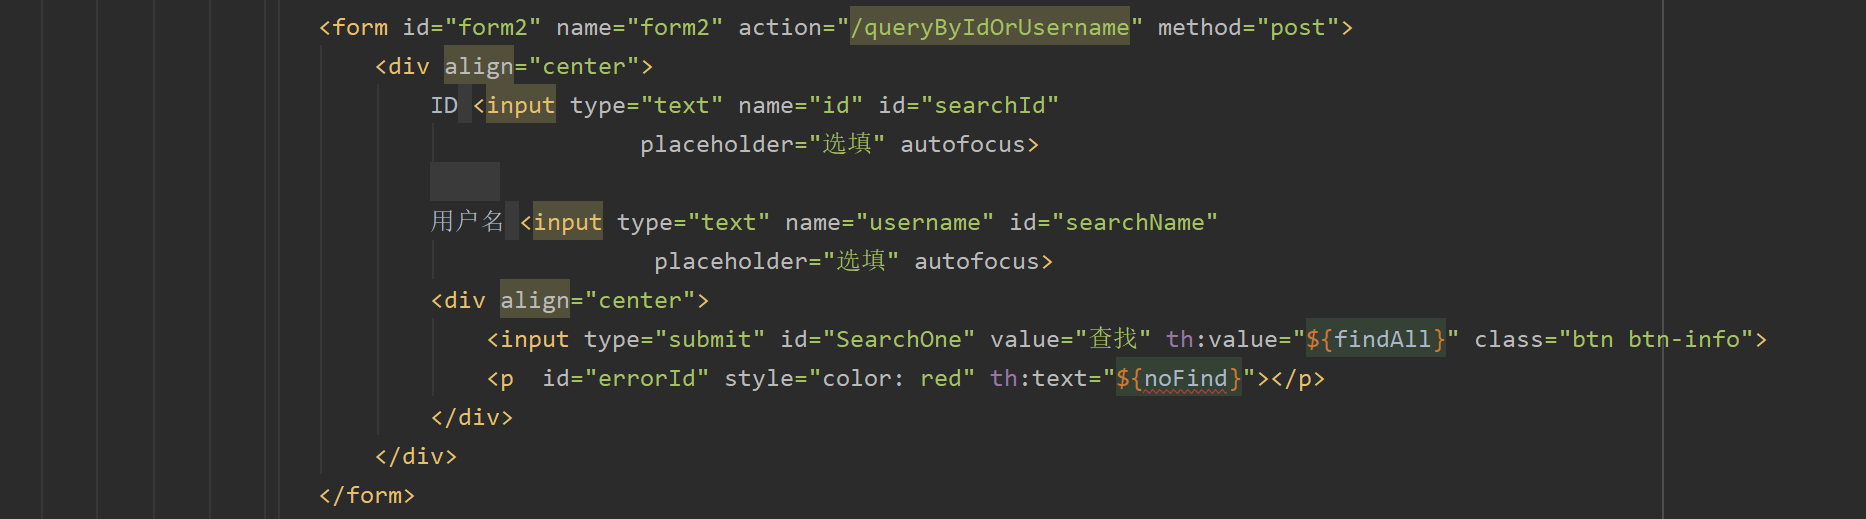 <form id="form2" name="form2" action="/queryByIdOrUsername" method="post">
<div align="center">
ID <input type="text" name="id" id="searchId"
placeholder="选填" autofocus>
用户名 <input type="text" name="username" id="searchName"
placeholder="选填" autofocus>
<div align="center">
<input type="submit" id="SearchOne" value="查找" th:value="${findAll}" class="btn btn-info">
<p  id="errorId" style="color: red" th:text="${noFind}"></p>
</div>
</div>
</form>